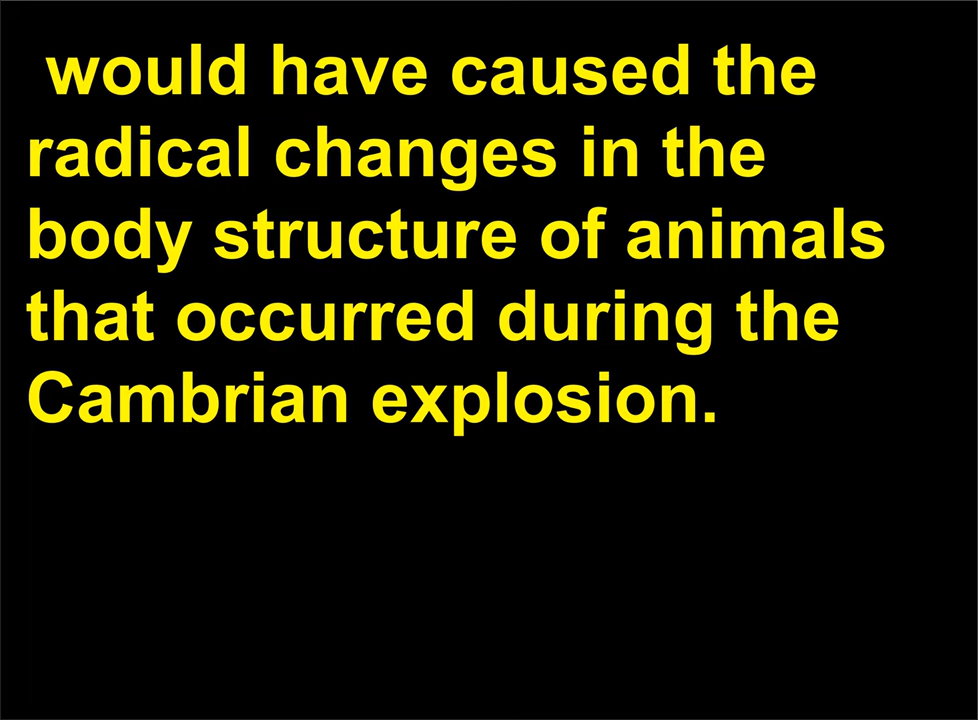 would have caused the
radical changes in the
body structure of animals
that occurred during the
Cambrian explosion.